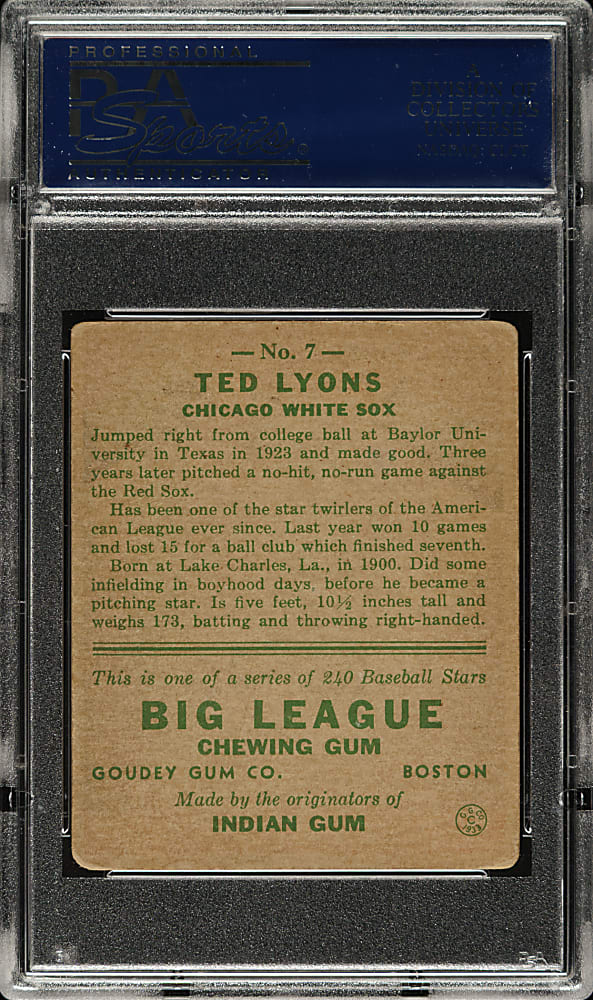 PROFESSIONAL
PSA
Sports
AUTHENTICATOR
A
DIVISION OF
COLLECTORS
UNIVERSE
NASDAQ: CLCT
— No. 7 —
TED LYONS
CHICAGO WHITE SOX
Jumped right from college ball at Baylor Uni-
versity in Texas in 1923 and made good. Three
years later pitched a no-hit, no-run game against
the Red Sox.
Has been one of the star twirlers of the Ameri-
can League ever since. Last year won 10 games
and lost 15 for a ball club which finished seventh.
Born at Lake Charles, La., in 1900. Did some
infielding in boyhood days, before he became a
pitching star. Is five feet, 10½ inches tall and
weighs 173, batting and throwing right-handed.
This is one of a series of 240 Baseball Stars
BIG LEAGUE
CHEWING GUM
GOUDEY GUM CO. BOSTON
Made by the originators of
INDIAN GUM
G. G. CO.
©
1933
PSA